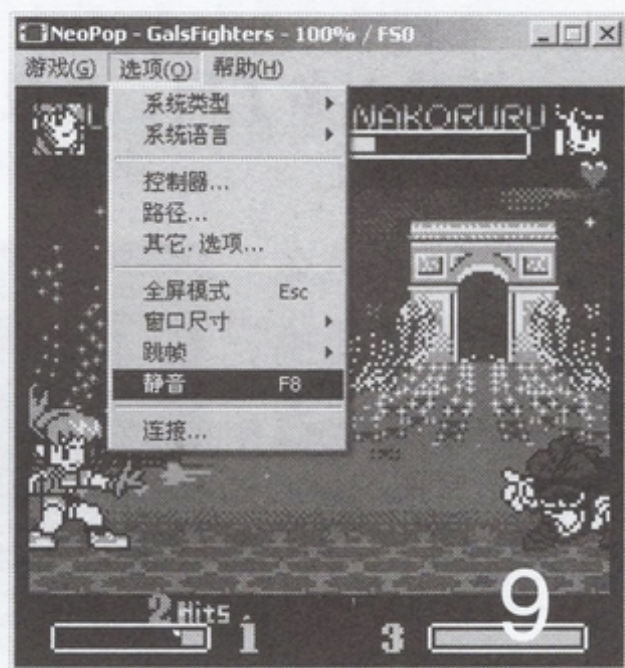 NeoPop - GalsFighters - 100% / FS0
游戏(G) 选项(O) 帮助(H)
系统类型
系统语言
NAKORURU
控制器...
路径...
其它.选项...
全屏模式 Esc
窗口尺寸
跳帧
静音 F8
连接...
2 Hits
1 3
9